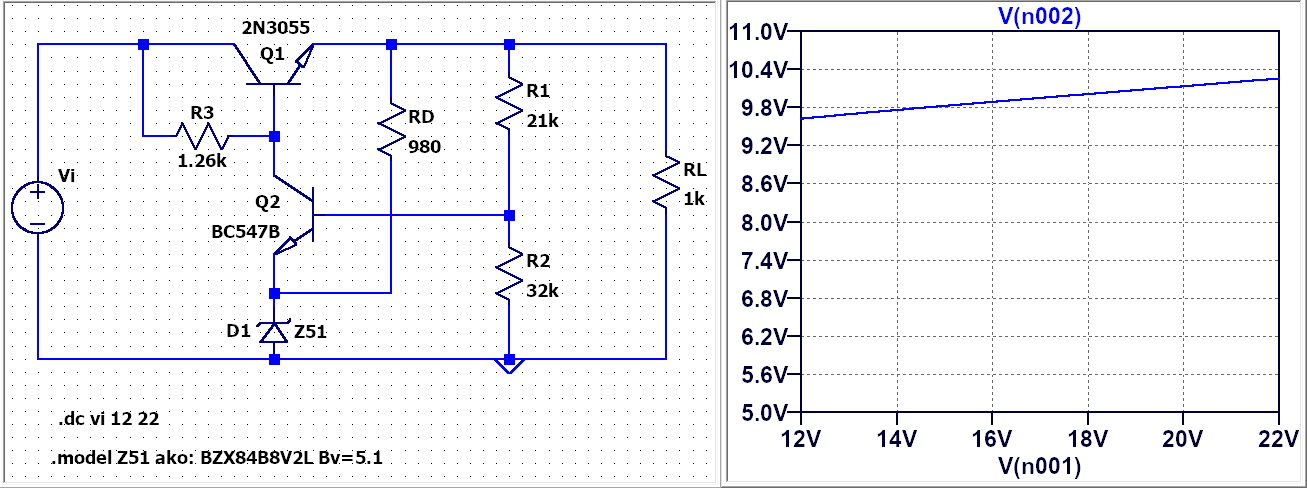 2N3055
Q1
R3
1.26k
RD
980
R1
21k
Vi
RL
1k
Q2
BC547B
R2
32k
D1
Z51
.dc vi 12 22
.model Z51 ako: BZX84B8V2L Bv=5.1
V(n002)
11.0V
10.4V
9.8V
9.2V
8.6V
8.0V
7.4V
6.8V
6.2V
5.6V
5.0V
12V 14V 16V 18V 20V 22V
V(n001)